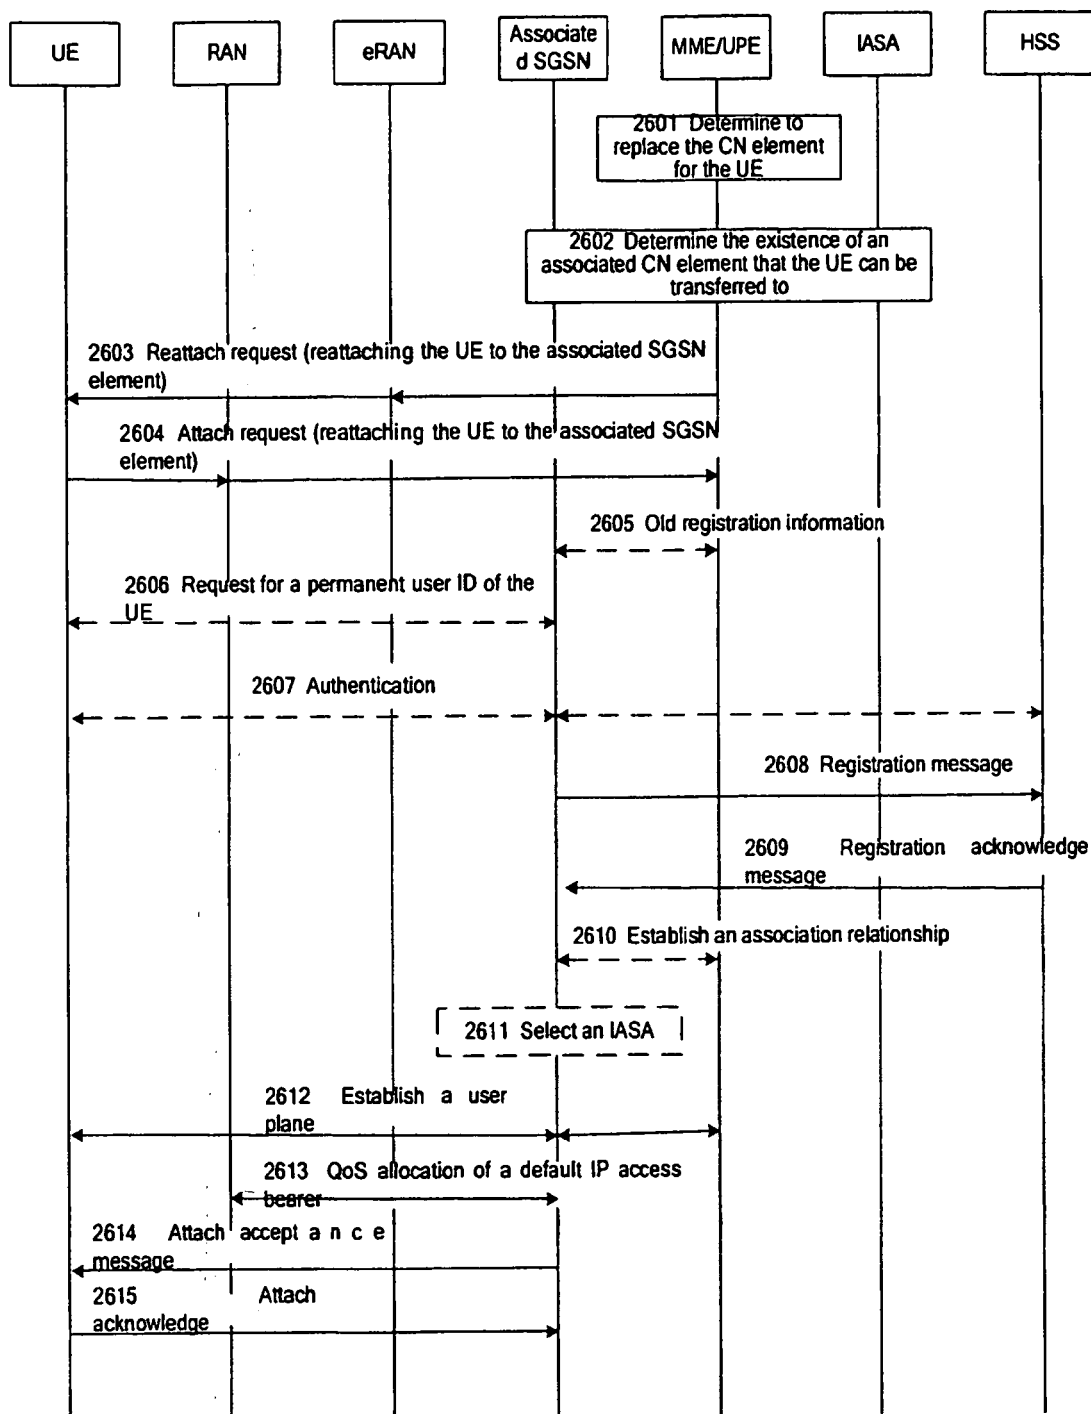 UE
RAN
eRAN
Associate
d SGSN
MME/UPE
IASA
HSS
2601 Determine to
replace the CN element
for the UE
2602 Determine the existence of an
associated CN element that the UE can be
transferred to
2603 Reattach request (reattaching the UE to the associated SGSN
element)
2604 Attach request (reattaching the UE to the associated SGSN
element)
2605 Old registration information
2606 Request for a permanent user ID of the
UE
2607 Authentication
2608 Registration message
2609 Registration acknowledge
message
2610 Establish an association relationship
2611 Select an IASA
2612 Establish a user
plane
2613 QoS allocation of a default IP access
bearer
2614 Attach accept a n c e
message
2615 Attach
acknowledge